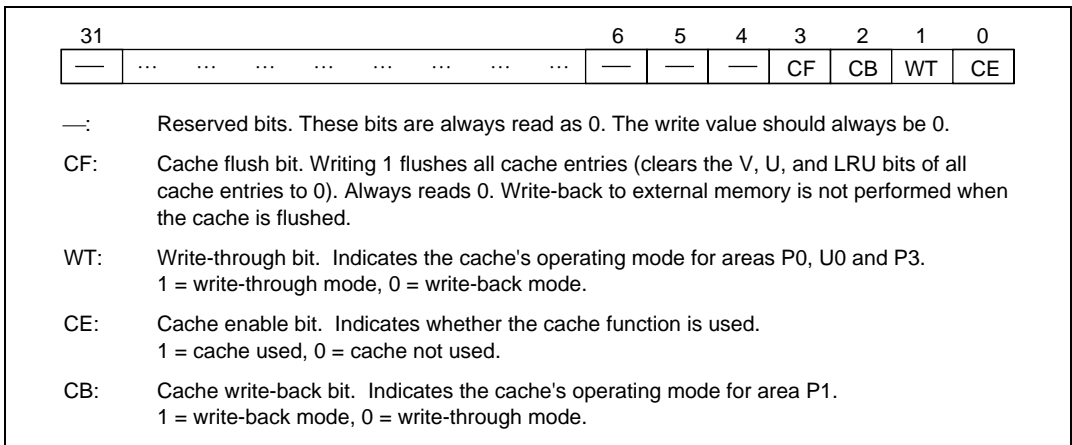 31 6 5 4 3 2 1 0
— … … … … … … … … — — — CF CB WT CE
—: Reserved bits. These bits are always read as 0. The write value should always be 0.
CF: Cache flush bit. Writing 1 flushes all cache entries (clears the V, U, and LRU bits of all
cache entries to 0). Always reads 0. Write-back to external memory is not performed when
the cache is flushed.
WT: Write-through bit. Indicates the cache's operating mode for areas P0, U0 and P3.
1 = write-through mode, 0 = write-back mode.
CE: Cache enable bit. Indicates whether the cache function is used.
1 = cache used, 0 = cache not used.
CB: Cache write-back bit. Indicates the cache's operating mode for area P1.
1 = write-back mode, 0 = write-through mode.